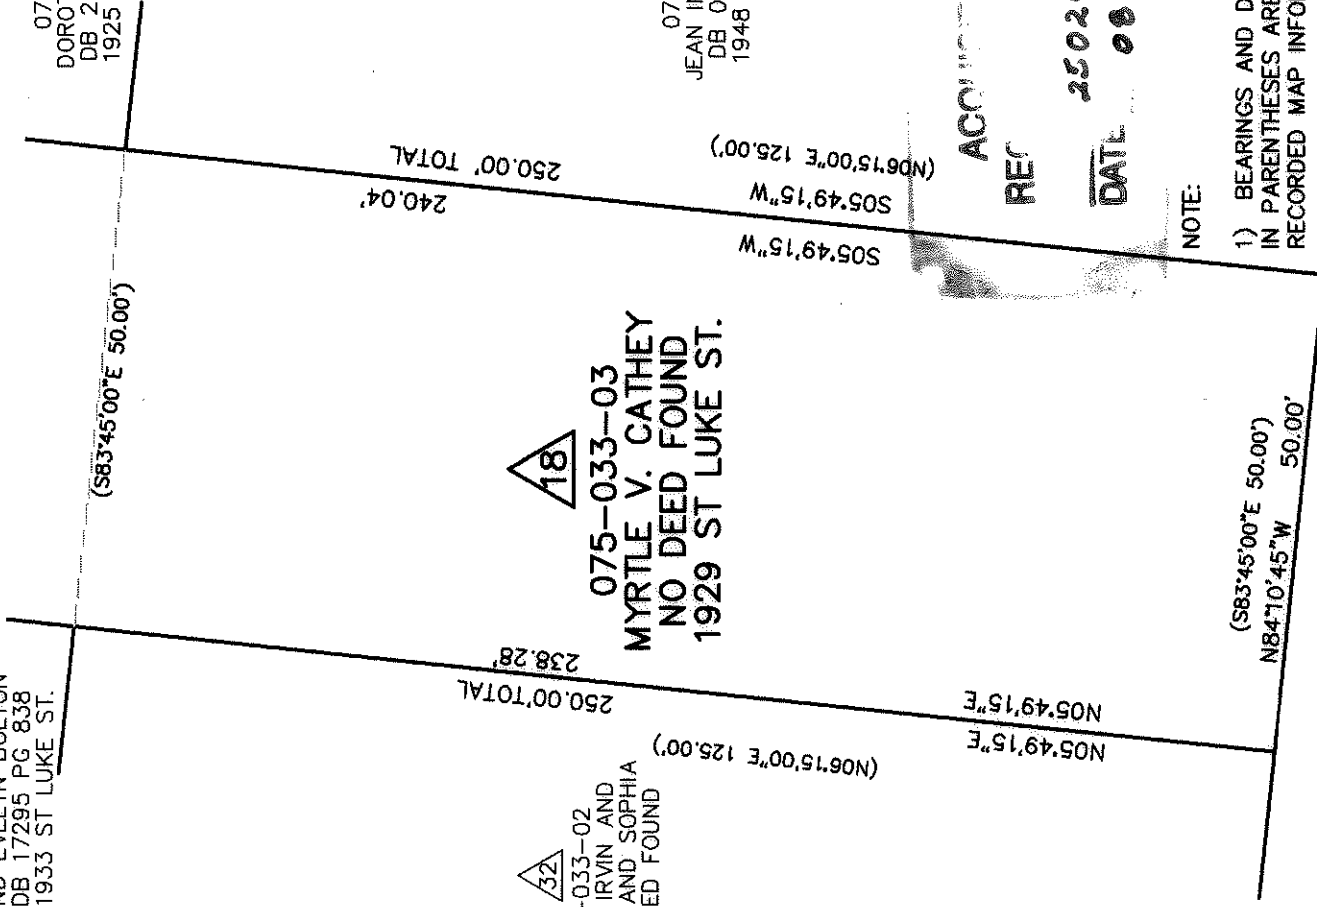 DB 2
1925
JEAN
DB 0
1948
(S83°45'00"E 50.00')
250.00' TOTAL
240.04'
(N06°15'00"E 125.00')
S05°49'15"W
S05°49'15"W
18
075-033-03
MYRTLE V. CATHEY
NO DEED FOUND
1929 ST LUKE ST.
238.28'
250.00' TOTAL
N05°49'15"E
N05°49'15"E
(N06°15'00"E 125.00')
DB 17295 PG 838
1933 ST LUKE ST.
32
-033-02
IRVIN AND
AND SOPHIA
ED FOUND
(S83°45'00"E 50.00')
N84°10'45"W 50.00'
DATE 08
NOTE:
1) BEARINGS AND D
IN PARENTHESES ARE
RECORDED MAP INFO